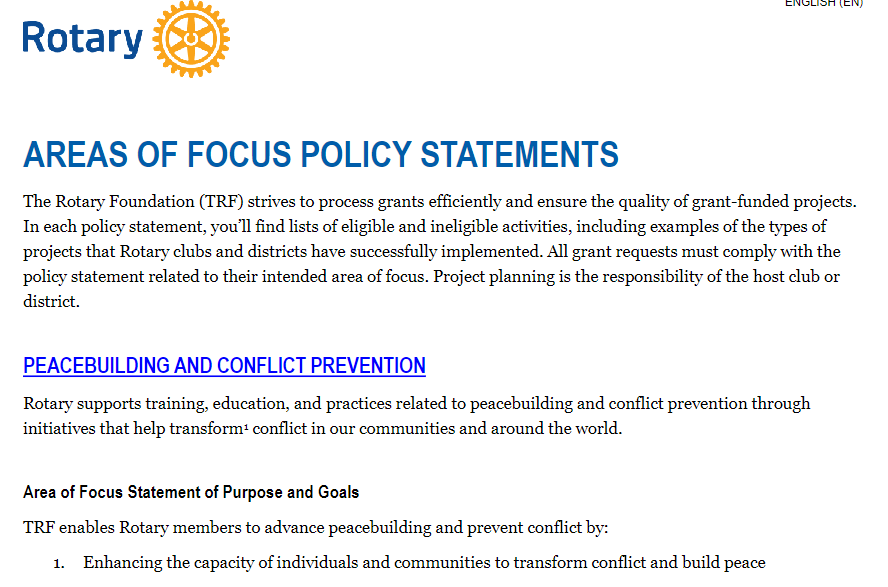 ENGLISH (EN)
Rotary
AREAS OF FOCUS POLICY STATEMENTS
The Rotary Foundation (TRF) strives to process grants efficiently and ensure the quality of grant-funded projects.
In each policy statement, you’ll find lists of eligible and ineligible activities, including examples of the types of
projects that Rotary clubs and districts have successfully implemented. All grant requests must comply with the
policy statement related to their intended area of focus. Project planning is the responsibility of the host club or
district.
PEACEBUILDING AND CONFLICT PREVENTION
Rotary supports training, education, and practices related to peacebuilding and conflict prevention through
initiatives that help transform¹ conflict in our communities and around the world.
Area of Focus Statement of Purpose and Goals
TRF enables Rotary members to advance peacebuilding and prevent conflict by:
1. Enhancing the capacity of individuals and communities to transform conflict and build peace